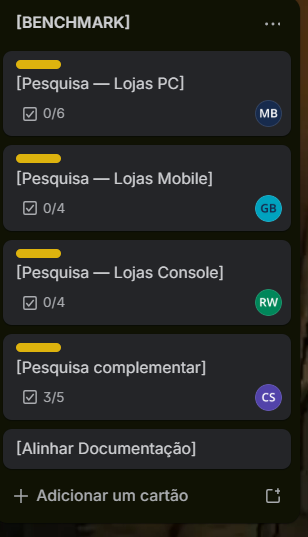 [BENCHMARK]
[Pesquisa — Lojas PC]
0/6
MB
[Pesquisa — Lojas Mobile]
0/4
GB
[Pesquisa — Lojas Console]
0/4
RW
[Pesquisa complementar]
3/5
CS
[Alinhar Documentação]
Adicionar um cartão